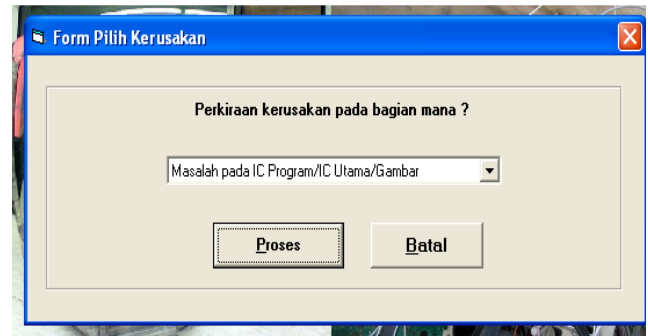 Form Pilih Kerusakan
Perkiraan kerusakan pada bagian mana ?
Masalah pada IC Program/IC Utama/Gambar
Proses
Batal